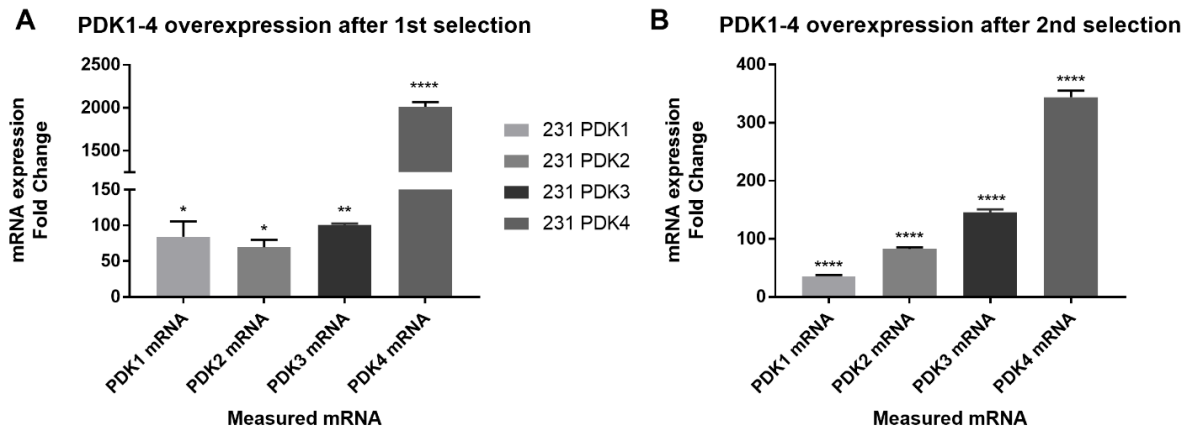 A
PDK1-4 overexpression after 1st selection
mRNA expression
Fold Change
2500
2000
1500
150
100
50
0
*
*
**
****
PDK1 mRNA
PDK2 mRNA
PDK3 mRNA
PDK4 mRNA
Measured mRNA
231 PDK1
231 PDK2
231 PDK3
231 PDK4
B
PDK1-4 overexpression after 2nd selection
mRNA expression
Fold Change
400
300
200
100
0
****
****
****
****
PDK1 mRNA
PDK2 mRNA
PDK3 mRNA
PDK4 mRNA
Measured mRNA